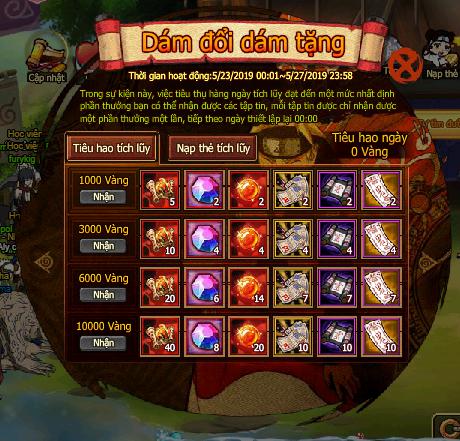 Dám đổi dám tặng
Cập nhật
Nạp thẻ
Thời gian hoạt động:5/23/2019 00:01~5/27/2019 23:58
Trong sự kiện này, việc tiêu thụ hàng ngày tích lũy đạt đến một mức nhất định
phần thưởng bạn có thể nhận được các tập tin, mỗi tập tin được chỉ nhận được
một phần thưởng một lần, tiếp theo ngày thiết lập lại 00:00
Học viên
Học viên
furykig
Tiêu hao tích lũy
Nạp thẻ tích lũy
Tiêu hao ngày
0 Vàng
1000 Vàng
Nhận
5 2 2 2 2 2
3000 Vàng
Nhận
10 4 4 4 4 4
6000 Vàng
Nhận
20 6 14 7 7 7
10000 Vàng
Nhận
40 8 20 10 10 10